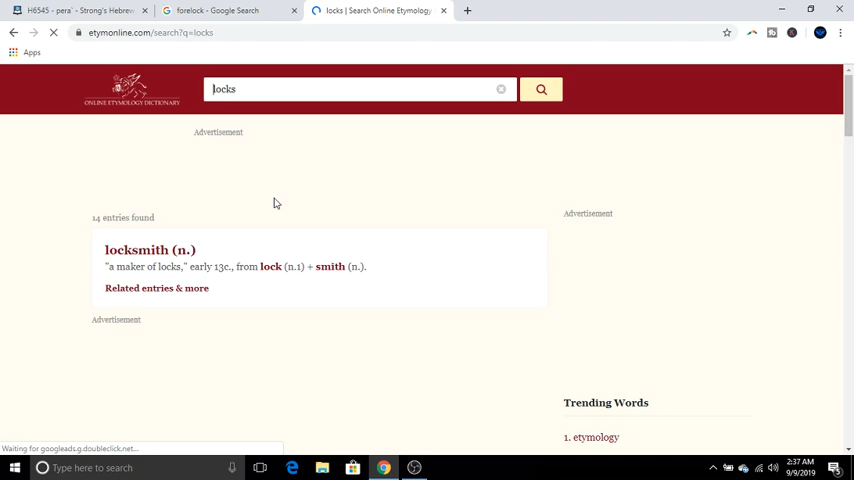 H6545 - pera` - Strong's Hebrew
forelock - Google Search
locks | Search Online Etymology
etymonline.com/search?q=locks
Apps
ONLINE ETYMOLOGY DICTIONARY
locks
Advertisement
14 entries found
Advertisement
locksmith (n.)
"a maker of locks," early 13c., from lock (n.1) + smith (n.).
Related entries & more
Advertisement
Trending Words
1. etymology
Waiting for googleads.g.doubleclick.net...
Type here to search
2:37 AM
9/9/2019